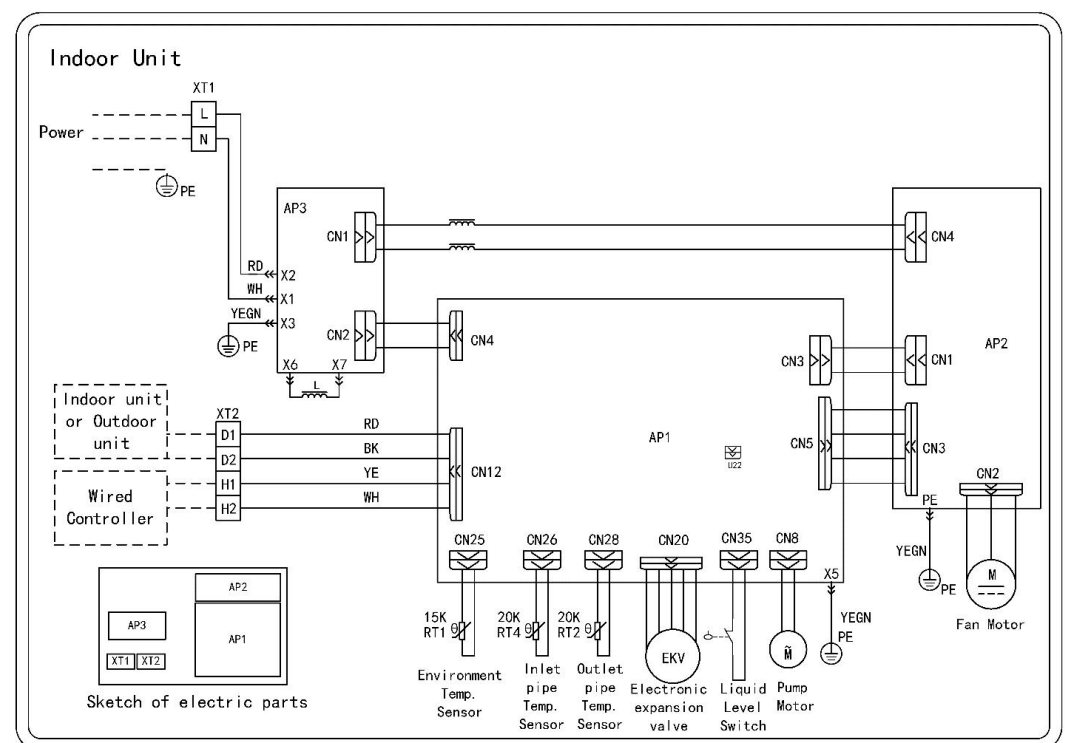 Indoor Unit
XT1
L
Power
N
PE
AP3
CN1
CN4
RD
X2
WH
X1
YEGN
X3
CN2
CN4
CN3
CN1
AP2
PE
X6
X7
L
Indoor unit
or Outdoor
unit
XT2
D1
RD
D2
BK
H1
YE
H2
WH
Wired
Controller
CN12
AP1
U22
CN5
CN3
CN2
PE
YEGN
PE
M
Fan Motor
CN25
CN26
CN28
CN20
CN35
CN8
X5
YEGN
PE
15K
RT1
θ
20K
RT4
θ
20K
RT2
θ
EKV
M
Environment
Temp.
Sensor
Inlet
pipe
Temp.
Sensor
Outlet
pipe
Temp.
Sensor
Electronic
expansion
valve
Liquid
Level
Switch
Pump
Motor
AP2
AP3
AP1
XT1
XT2
Sketch of electric parts